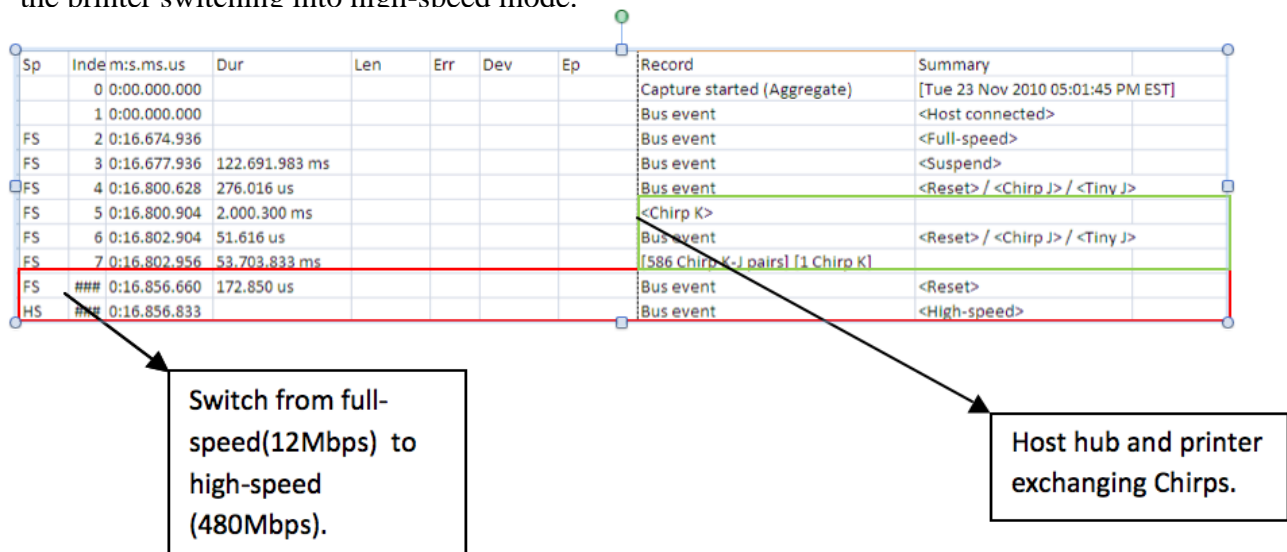 the printer switching into high-speed mode.
Sp Inde m:s.ms.us Dur Len Err Dev Ep Record Summary
0 0:00.000.000 Capture started (Aggregate) [Tue 23 Nov 2010 05:01:45 PM EST]
1 0:00.000.000 Bus event <Host connected>
FS 2 0:16.674.936 Bus event <Full-speed>
FS 3 0:16.677.936 122.691.983 ms Bus event <Suspend>
FS 4 0:16.800.628 276.016 us Bus event <Reset> / <Chirp J> / <Tiny J>
FS 5 0:16.800.904 2.000.300 ms <Chirp K>
FS 6 0:16.802.904 51.616 us Bus event <Reset> / <Chirp J> / <Tiny J>
FS 7 0:16.802.956 53.703.833 ms [586 Chirp K-J pairs] [1 Chirp K]
FS ### 0:16.856.660 172.850 us Bus event <Reset>
HS ### 0:16.856.833 Bus event <High-speed>
Switch from full-
speed(12Mbps) to
high-speed
(480Mbps).
Host hub and printer
exchanging Chirps.